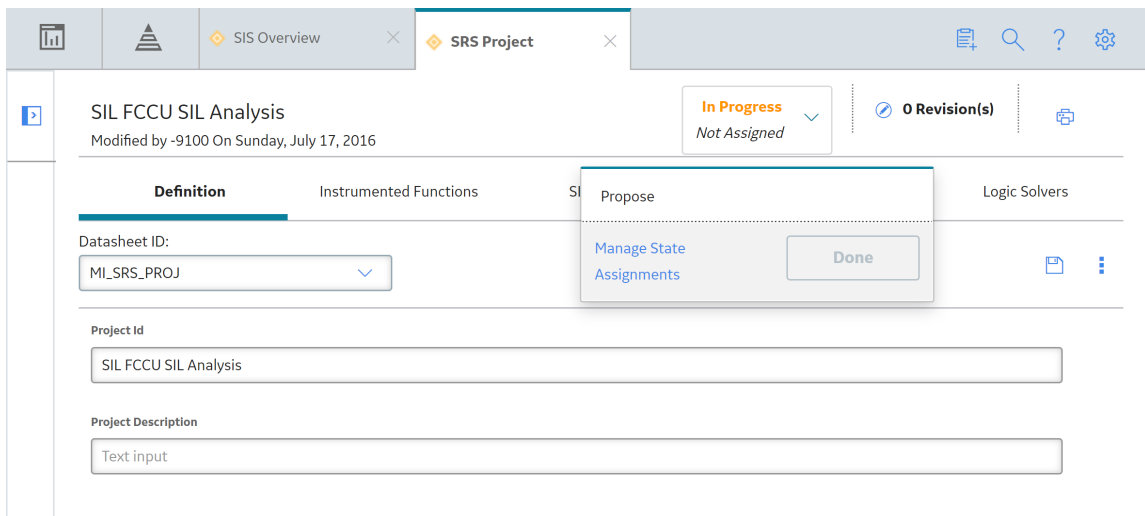 SIS Overview
SRS Project
SIL FCCU SIL Analysis
Modified by -9100 On Sunday, July 17, 2016
In Progress
Not Assigned
0 Revision(s)
Definition
Instrumented Functions
Logic Solvers
Propose
Manage State
Assignments
Done
Datasheet ID:
MI_SRS_PROJ
Project Id
SIL FCCU SIL Analysis
Project Description
Text input